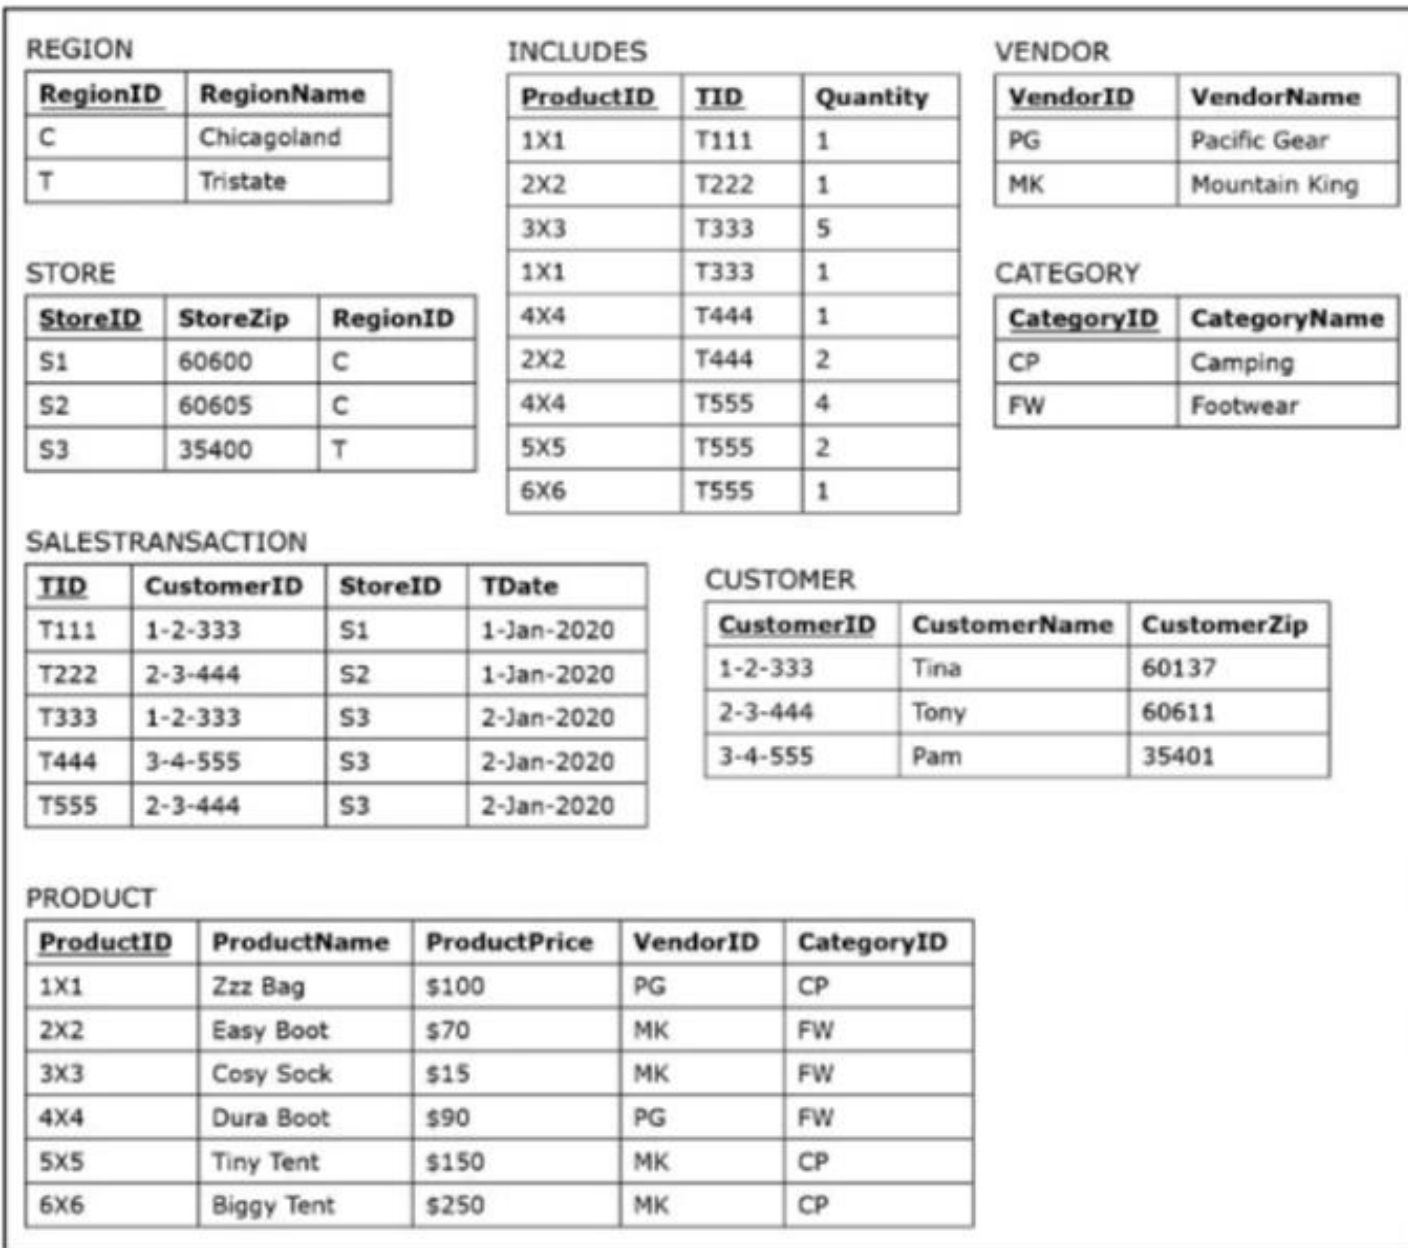 REGION
RegionID RegionName
C Chicagoland
T Tristate
STORE
StoreID StoreZip RegionID
S1 60600 C
S2 60605 C
S3 35400 T
INCLUDES
ProductID TID Quantity
1X1 T111 1
2X2 T222 1
3X3 T333 5
1X1 T333 1
4X4 T444 1
2X2 T444 2
4X4 T555 4
5X5 T555 2
6X6 T555 1
VENDOR
VendorID VendorName
PG Pacific Gear
MK Mountain King
CATEGORY
CategoryID CategoryName
CP Camping
FW Footwear
SALESTRANSACTION
TID CustomerID StoreID TDate
T111 1-2-333 S1 1-Jan-2020
T222 2-3-444 S2 1-Jan-2020
T333 1-2-333 S3 2-Jan-2020
T444 3-4-555 S3 2-Jan-2020
T555 2-3-444 S3 2-Jan-2020
CUSTOMER
CustomerID CustomerName CustomerZip
1-2-333 Tina 60137
2-3-444 Tony 60611
3-4-555 Pam 35401
PRODUCT
ProductID ProductName ProductPrice VendorID CategoryID
1X1 Zzz Bag $100 PG CP
2X2 Easy Boot $70 MK FW
3X3 Cosy Sock $15 MK FW
4X4 Dura Boot $90 PG FW
5X5 Tiny Tent $150 MK CP
6X6 Biggy Tent $250 MK CP